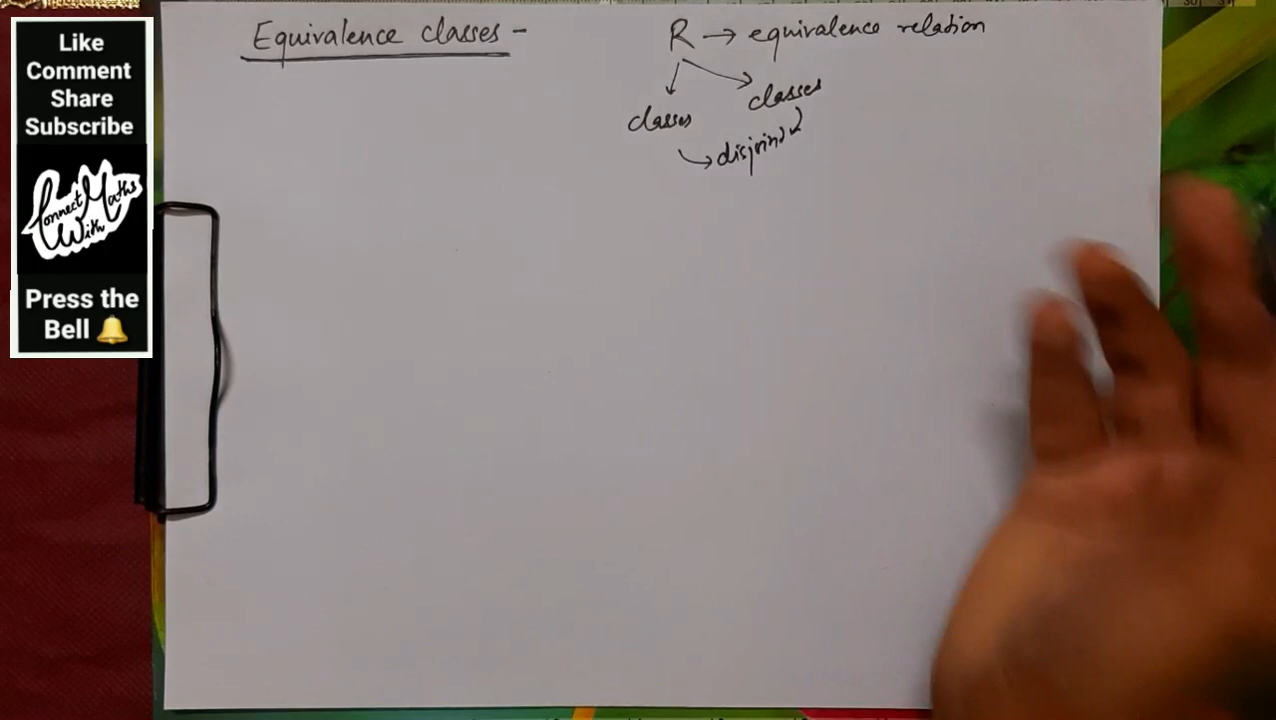 Like
Comment
Share
Subscribe
Connect
With Maths
Press the
Bell 🔔
Equivalence classes -
R → equivalence relation
classes
classes
disjoint